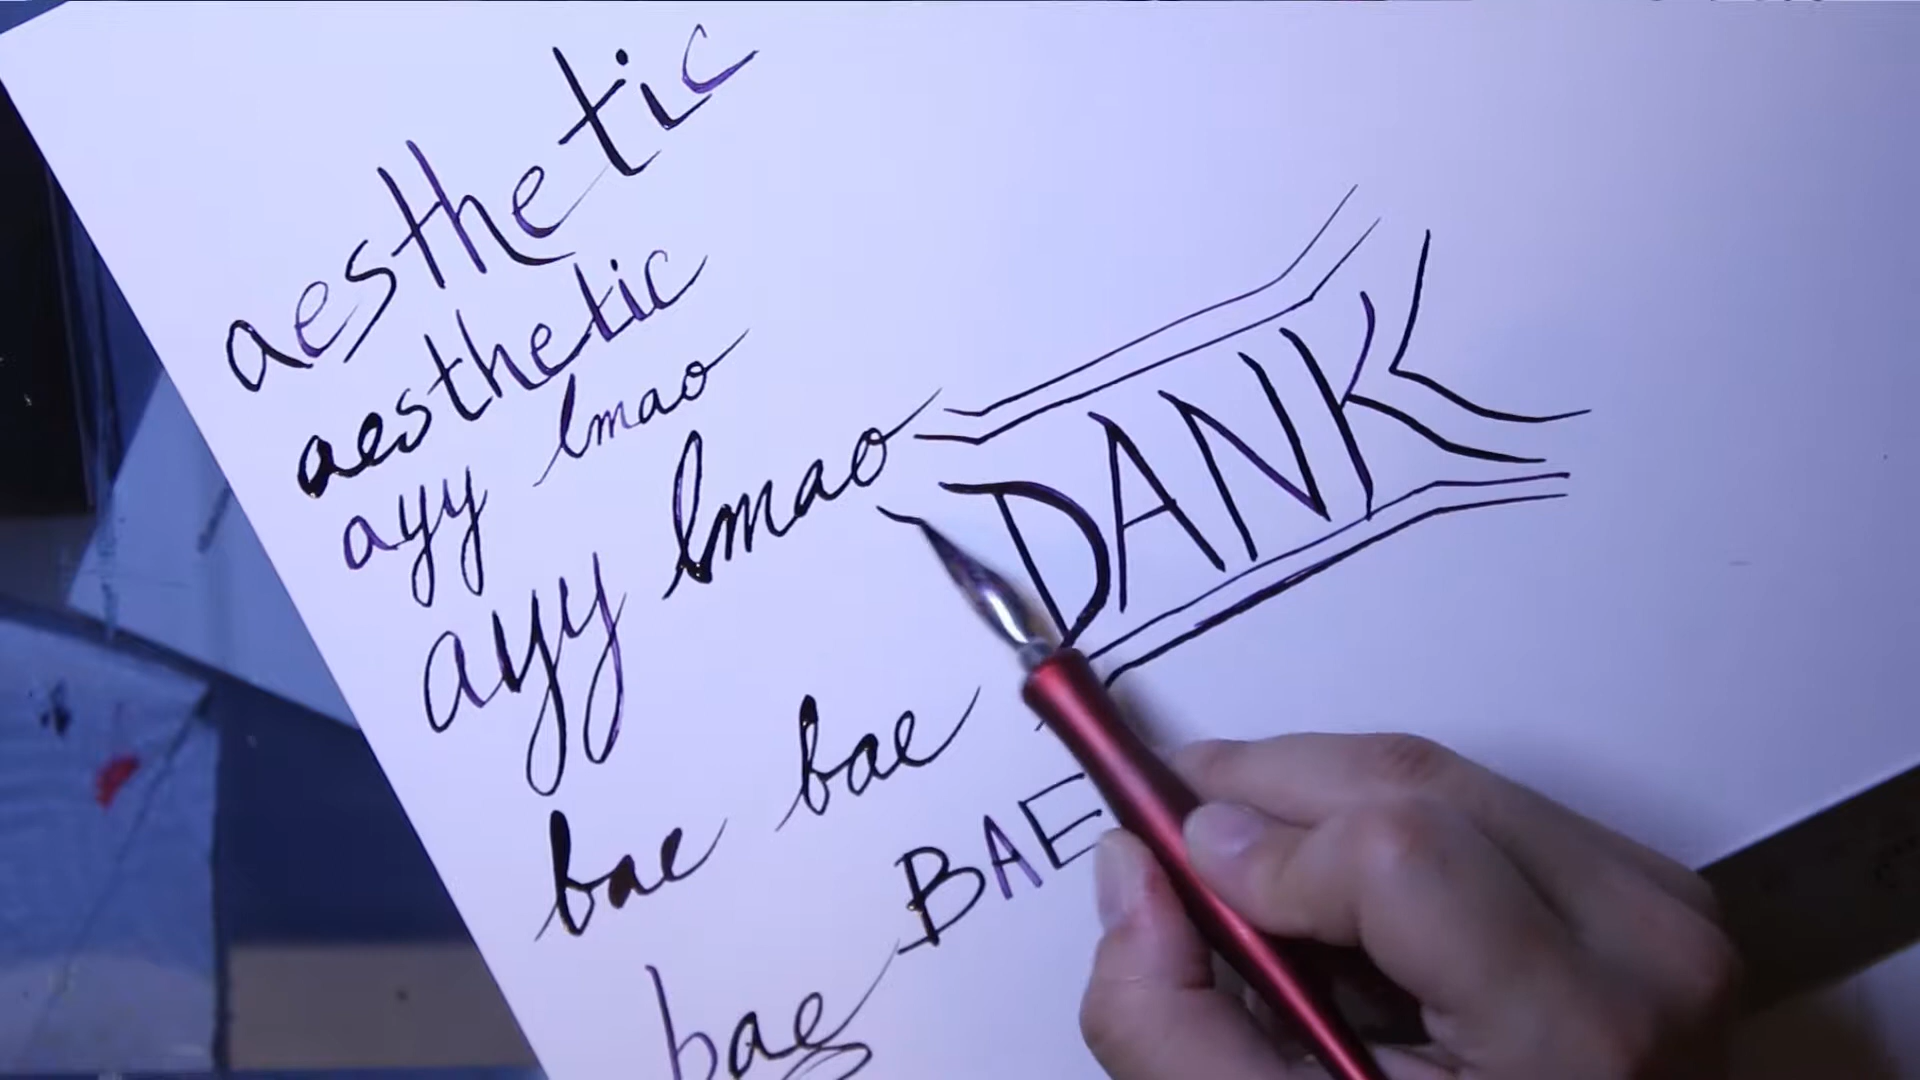 aesthetic
aesthetic
ayy lmao
ayy lmao
DANK
bae bae
BAE
bae